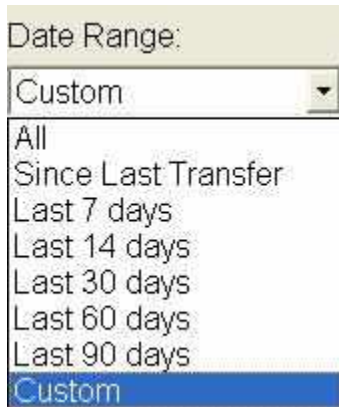 Date Range:
Custom
All
Since Last Transfer
Last 7 days
Last 14 days
Last 30 days
Last 60 days
Last 90 days
Custom